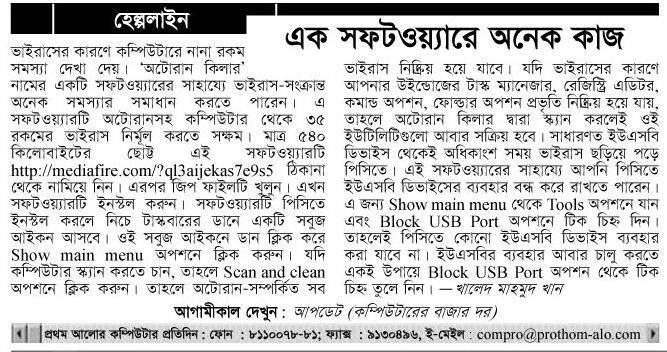 হেল্পলাইন
এক সফটওয়্যারে অনেক কাজ
ভাইরাসের কারণে কম্পিউটারে নানা রকম
সমস্যা দেখা দেয়। ‘অটোরান কিলার’
নামের একটি সফটওয়্যারের সাহায্যে ভাইরাস-সংক্রান্ত
অনেক সমস্যার সমাধান করতে পারেন। এ
সফটওয়্যারটি অটোরানসহ কম্পিউটার থেকে ৩৫
রকমের ভাইরাস নির্মূল করতে সক্ষম। মাত্র ৫৪০
কিলোবাইটের ছোট্ট এই সফটওয়্যারটি
http://mediafire.com/?ql3aijekas7e9s5 ঠিকানা
থেকে নামিয়ে নিন। এরপর জিপ ফাইলটি খুলুন। এখন
সফটওয়্যারটি ইনস্টল করুন। সফটওয়্যারটি পিসিতে
ইনস্টল করলে নিচে টাস্কবারের ডানে একটি সবুজ
আইকন আসবে। ওই সবুজ আইকনে ডান ক্লিক করে
Show main menu অপশনে ক্লিক করুন। যদি
কম্পিউটার স্ক্যান করতে চান, তাহলে Scan and clean
অপশনে ক্লিক করুন। তাহলে অটোরান-সম্পর্কিত সব
ভাইরাস নিষ্ক্রিয় হয়ে যাবে। যদি ভাইরাসের কারণে
আপনার উইন্ডোজের টাস্ক ম্যানেজার, রেজিস্ট্রি এডিটর,
কমান্ড অপশন, ফোল্ডার অপশন প্রভৃতি নিষ্ক্রিয় হয়ে যায়,
তাহলে অটোরান কিলার দ্বারা স্ক্যান করলেই ওই
ইউটিলিটিগুলো আবার সক্রিয় হবে। সাধারণত ইউএসবি
ডিভাইস থেকেই অধিকাংশ সময় ভাইরাস ছড়িয়ে পড়ে
পিসিতে। এই সফটওয়্যারের সাহায্যে আপনি পিসিতে
ইউএসবি ডিভাইসের ব্যবহার বন্ধ করে রাখতে পারেন।
এ জন্য Show main menu থেকে Tools অপশনে যান
এবং Block USB Port অপশনে টিক চিহ্ন দিন।
তাহলেই পিসিতে কোনো ইউএসবি ডিভাইস ব্যবহার
করা যাবে না। ইউএসবির ব্যবহার আবার চালু করতে
একই উপায়ে Block USB Port অপশন থেকে টিক
চিহ্ন তুলে নিন। — খালেদ মাহমুদ খান
আগামীকাল দেখুন : আপডেট (কম্পিউটারের বাজার দর)
প্রথম আলোর কম্পিউটার প্রতিদিন : ফোন : ৮১১০০৭৮-৮১; ফ্যাক্স : ৯১৩০৪৯৬, ই-মেইল : compro@prothom-alo.com